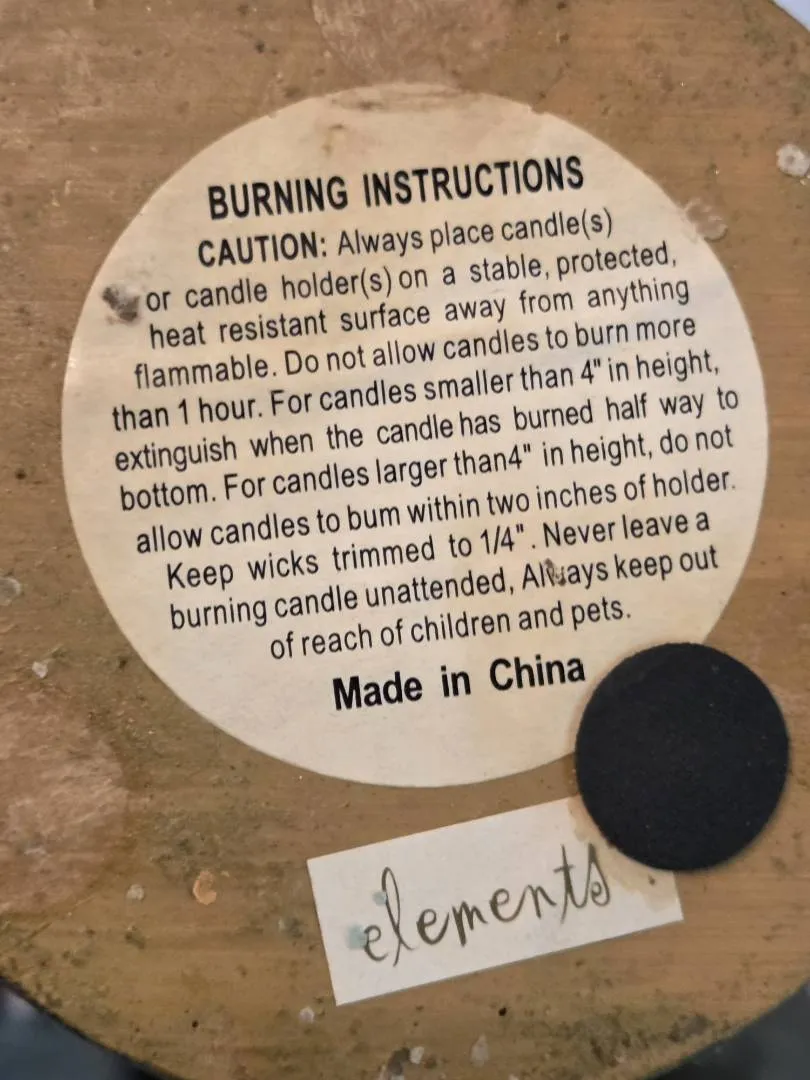 BURNING INSTRUCTIONS
CAUTION: Always place candle(s)
or candle holder(s) on a stable, protected,
heat resistant surface away from anything
flammable. Do not allow candles to burn more
than 1 hour. For candles smaller than 4" in height,
extinguish when the candle has burned half way to
bottom. For candles larger than4" in height, do not
allow candles to bum within two inches of holder.
Keep wicks trimmed to 1/4" . Never leave a
burning candle unattended, Always keep out
of reach of children and pets.
Made in China
elements